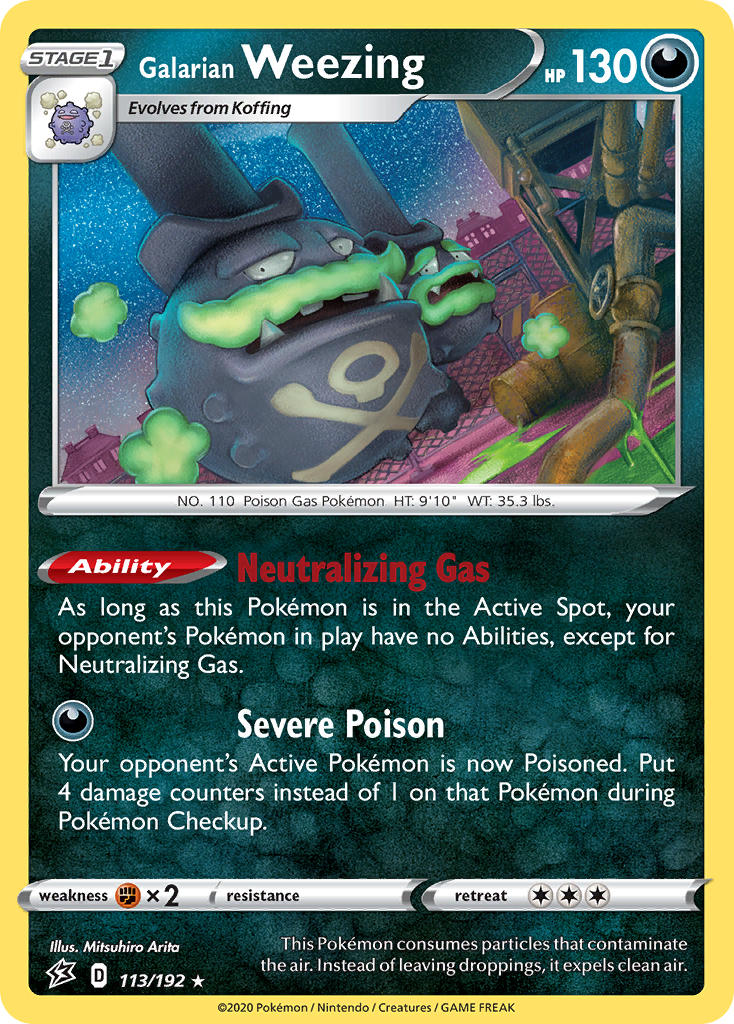 STAGE1
Galarian Weezing
HP 130
Evolves from Koffing
NO. 110 Poison Gas Pokémon HT: 9'10" WT: 35.3 lbs.
Ability Neutralizing Gas
As long as this Pokémon is in the Active Spot, your
opponent's Pokémon in play have no Abilities, except for
Neutralizing Gas.
Severe Poison
Your opponent's Active Pokémon is now Poisoned. Put
4 damage counters instead of 1 on that Pokémon during
Pokémon Checkup.
weakness ×2 resistance retreat
Illus. Mitsuhiro Arita
D 113/192 ★
This Pokémon consumes particles that contaminate
the air. Instead of leaving droppings, it expels clean air.
©2020 Pokémon / Nintendo / Creatures / GAME FREAK